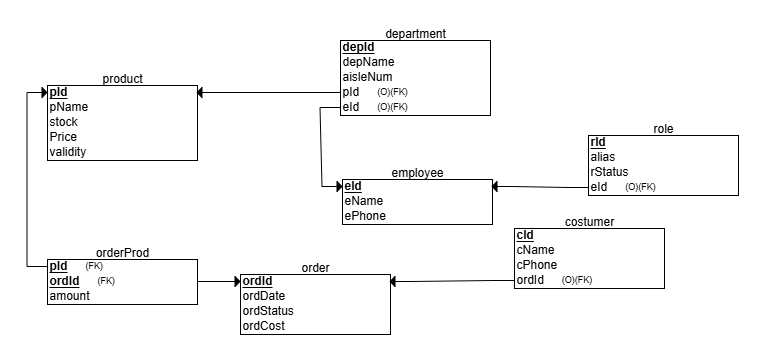 department
depId
depName
aisleNum
pId (O)(FK)
eId (O)(FK)
product
pId
pName
stock
Price
validity
role
rId
alias
rStatus
eId (O)(FK)
employee
eId
eName
ePhone
costumer
cId
cName
cPhone
ordId (O)(FK)
orderProd
pId (FK)
ordId (FK)
amount
order
ordId
ordDate
ordStatus
ordCost